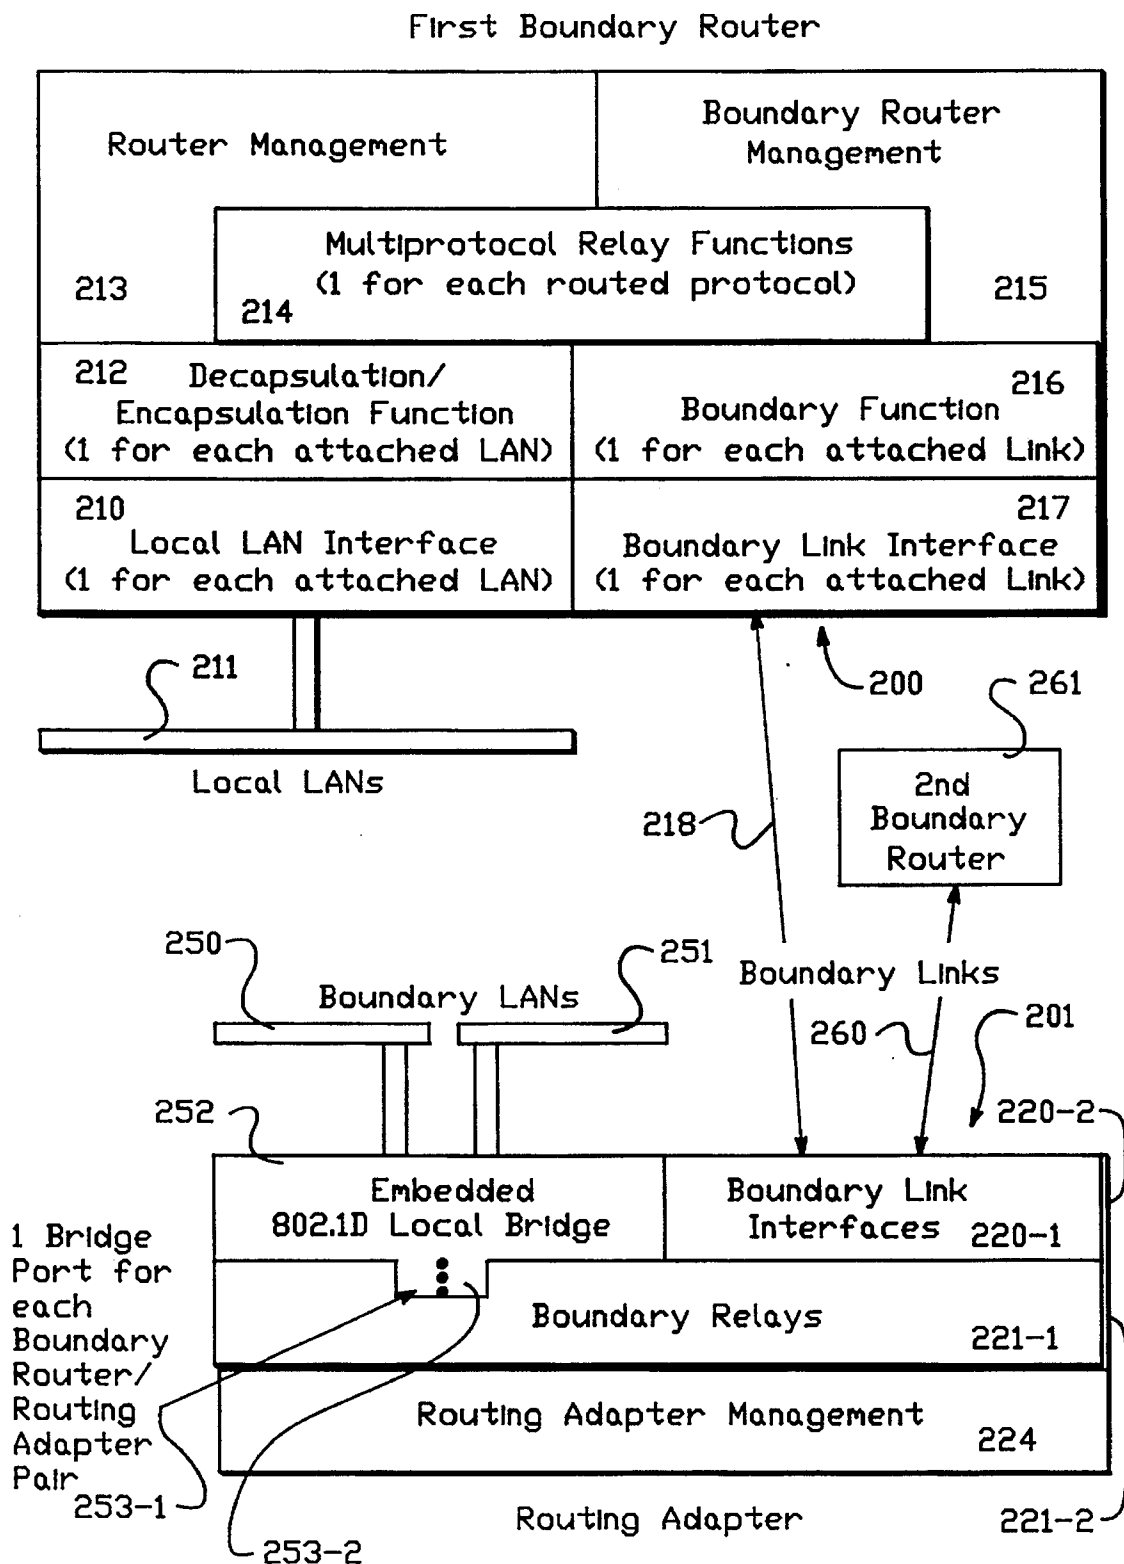 First Boundary Router
Router Management
Boundary Router
Management
Multiprotocol Relay Functions
(1 for each routed protocol)
213
214
215
212
Decapsulation/
Encapsulation Function
(1 for each attached LAN)
216
Boundary Function
(1 for each attached Link)
210
Local LAN Interface
(1 for each attached LAN)
217
Boundary Link Interface
(1 for each attached Link)
211
200
261
Local LANs
2nd
Boundary
Router
218
250
251
Boundary LANs
Boundary Links
260
201
252
220-2
Embedded
802.1D Local Bridge
Boundary Link
Interfaces
220-1
1 Bridge
Port for
each
Boundary
Router/
Routing
Adapter
Pair
Boundary Relays
221-1
Routing Adapter Management
224
253-1
253-2
Routing Adapter
221-2